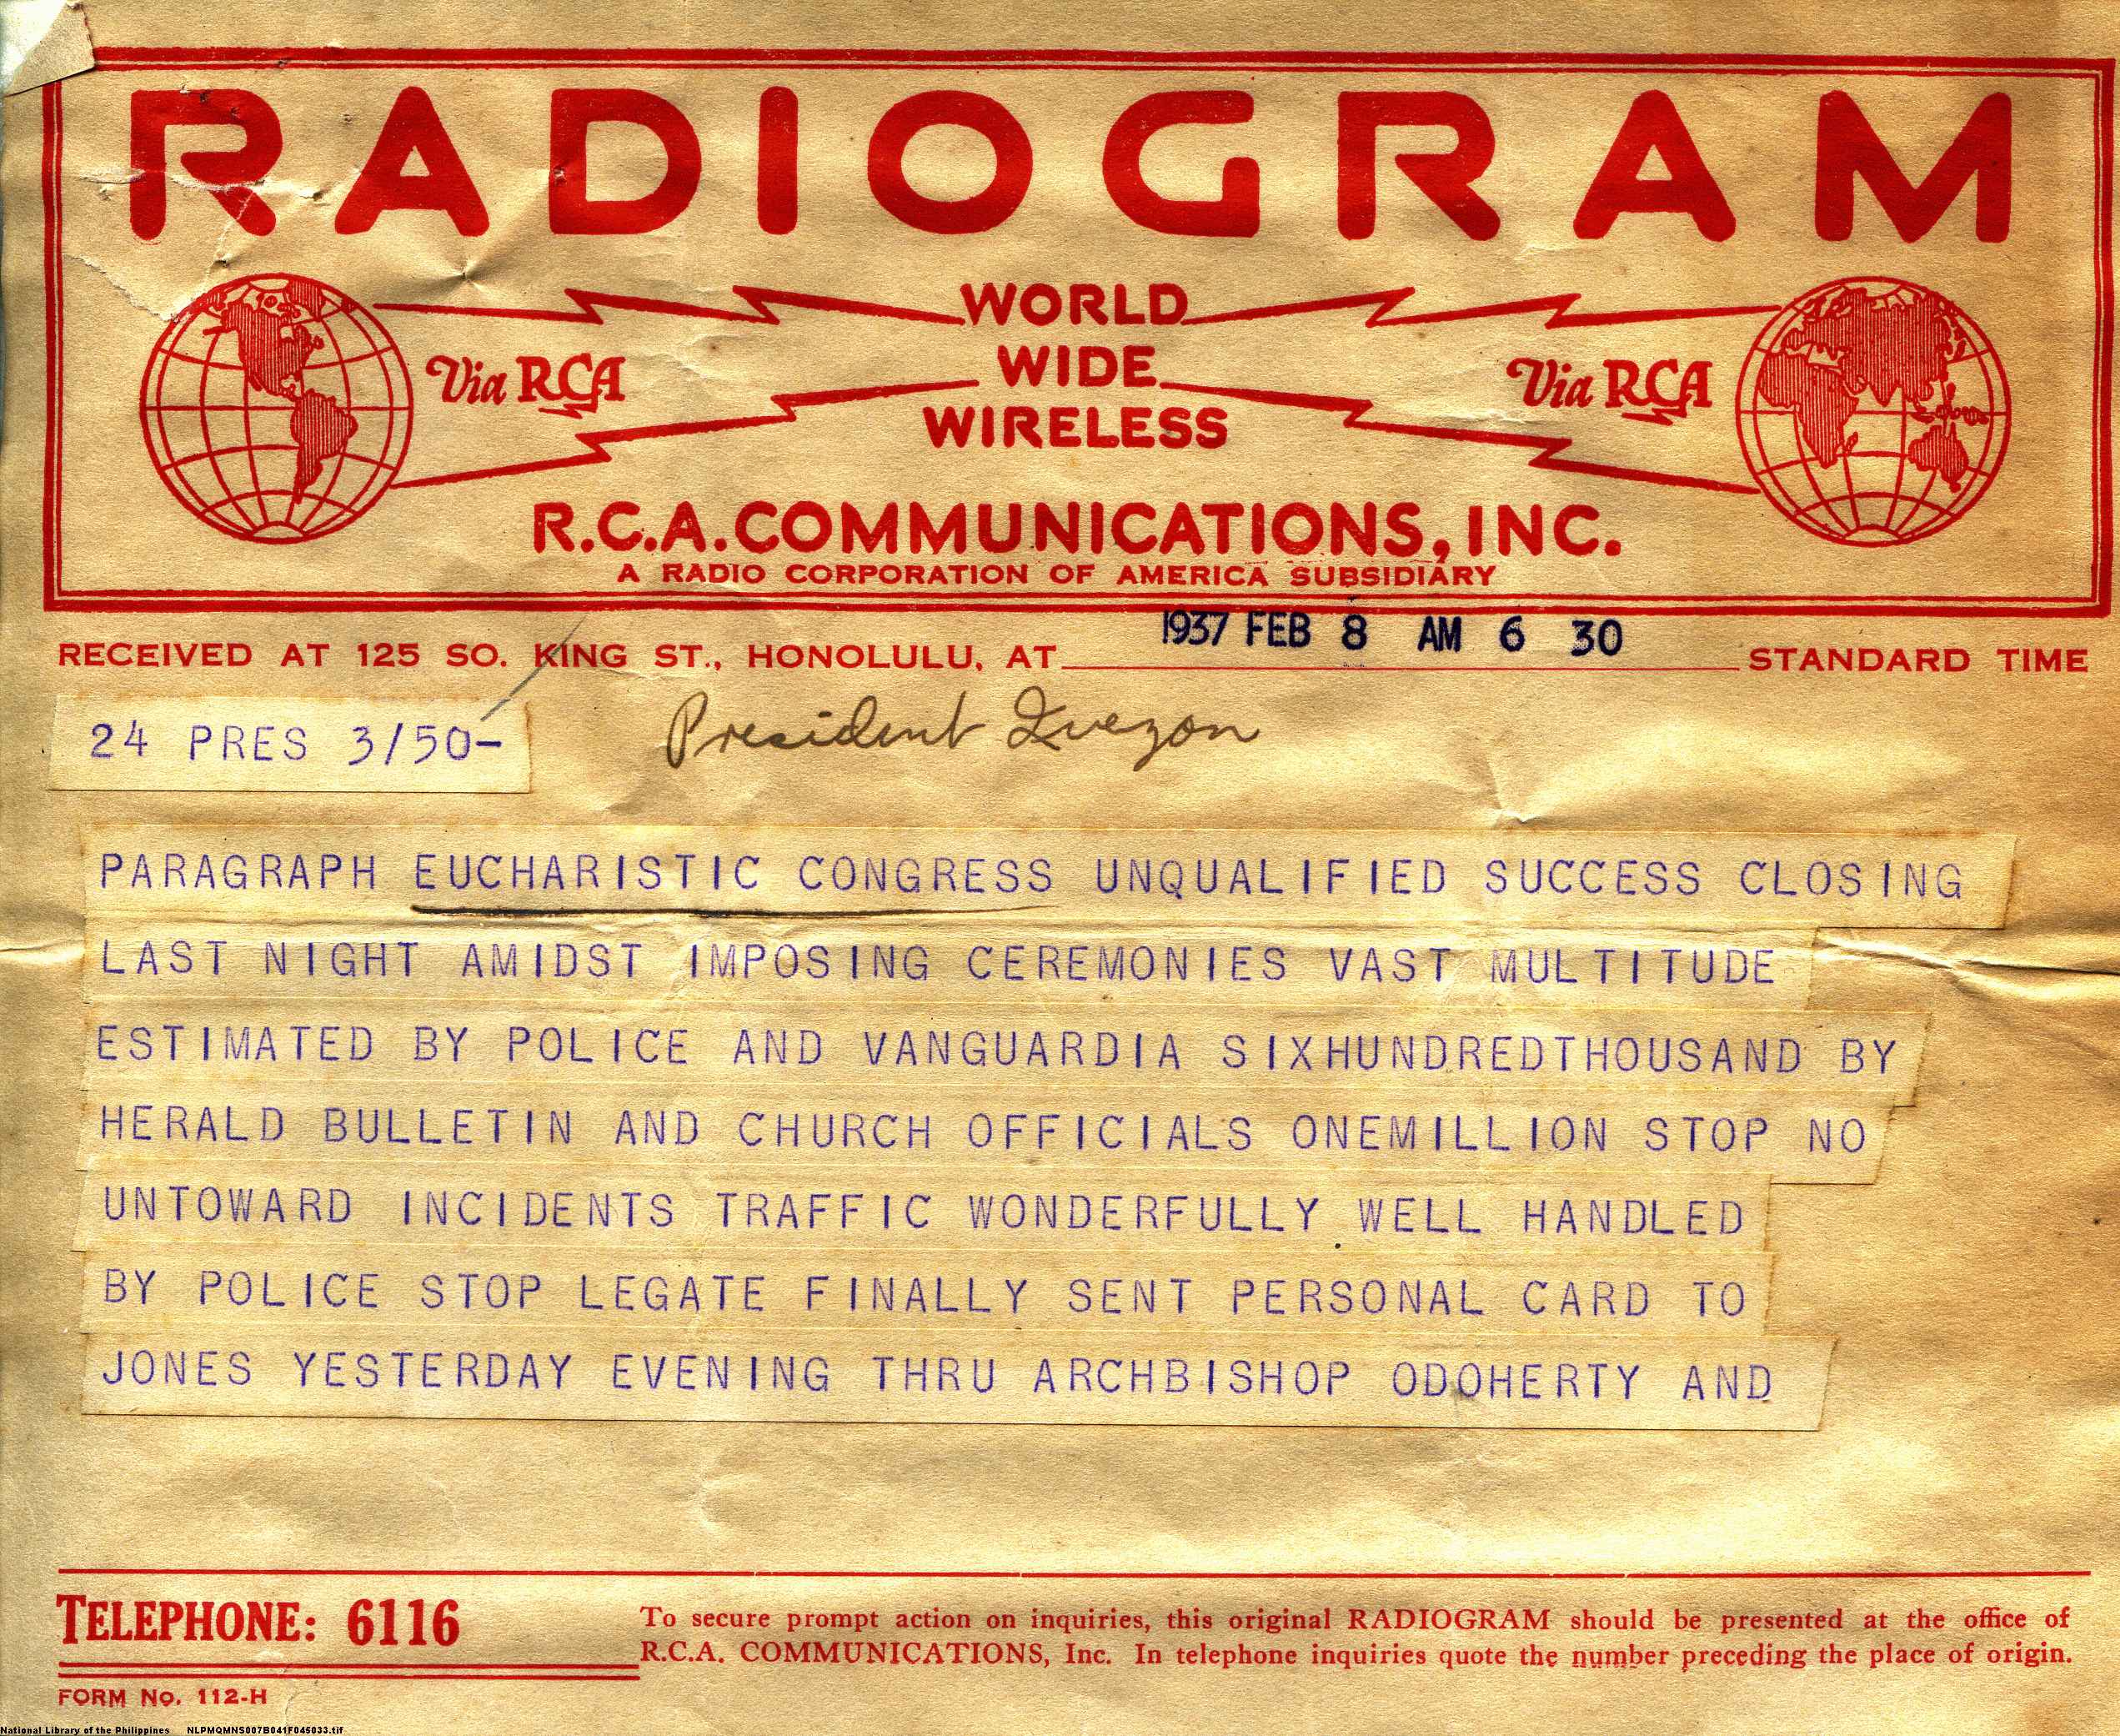 RADIOGRAM
WORLD
WIDE
WIRELESS
Via RCA
Via RCA
R.C.A. COMMUNICATIONS, INC.
A RADIO CORPORATION OF AMERICA SUBSIDIARY
RECEIVED AT 125 SO. KING ST., HONOLULU, AT 1937 FEB 8 AM 6 30 STANDARD TIME
24 PRES 3/50- President Quezon
PARAGRAPH EUCHARISTIC CONGRESS UNQUALIFIED SUCCESS CLOSING
LAST NIGHT AMIDST IMPOSING CEREMONIES VAST MULTITUDE
ESTIMATED BY POLICE AND VANGUARDIA SIXHUNDREDTHOUSAND BY
HERALD BULLETIN AND CHURCH OFFICIALS ONEMILLION STOP NO
UNTOWARD INCIDENTS TRAFFIC WONDERFULLY WELL HANDLED
BY POLICE STOP LEGATE FINALLY SENT PERSONAL CARD TO
JONES YESTERDAY EVENING THRU ARCHBISHOP ODOHERTY AND
TELEPHONE: 6116
To secure prompt action on inquiries, this original RADIOGRAM should be presented at the office of
R.C.A. COMMUNICATIONS, Inc. In telephone inquiries quote the number preceding the place of origin.
FORM No. 112-H
National Library of the Philippines NLPMQMNS007B041F045033.tif